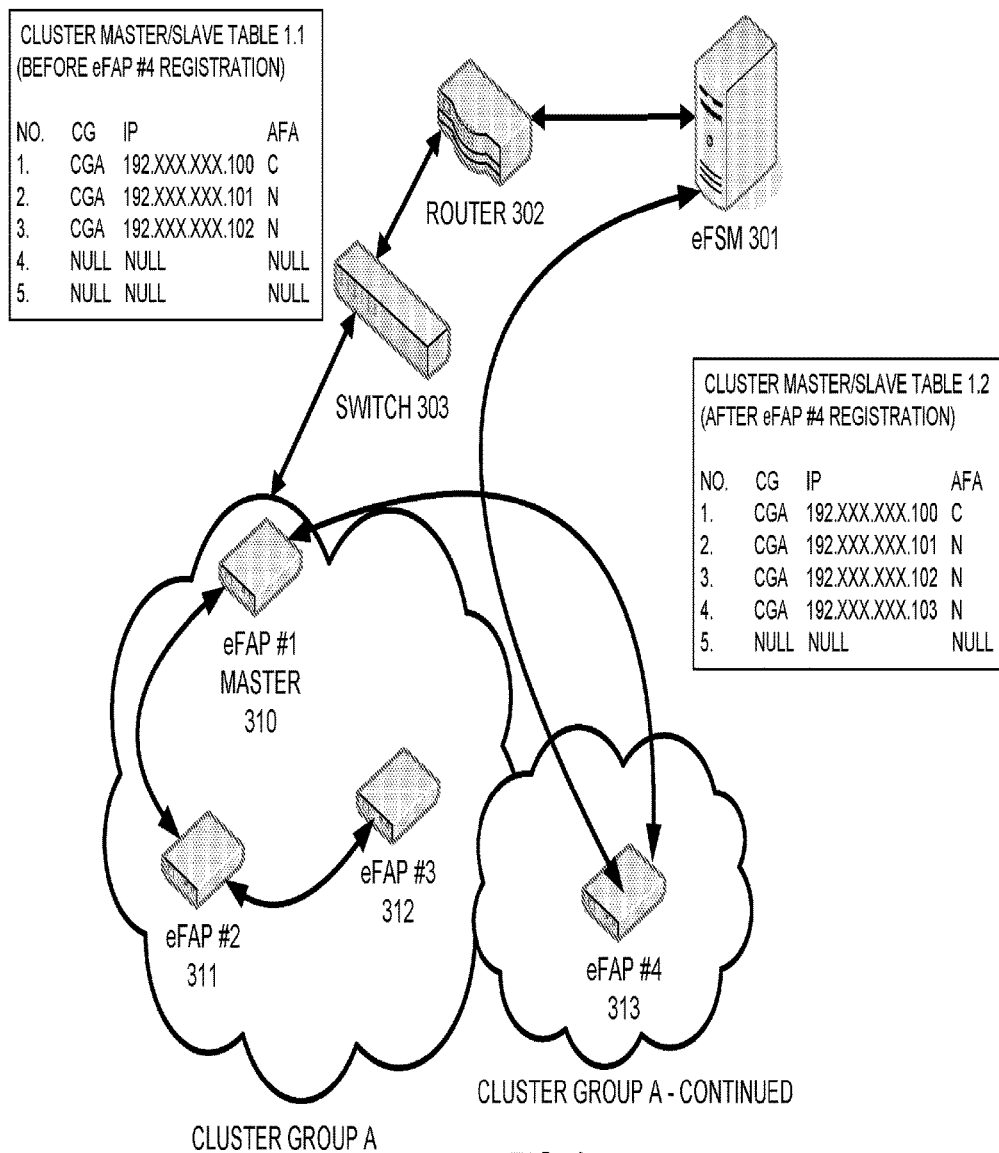 CLUSTER MASTER/SLAVE TABLE 1.1
(BEFORE eFAP #4 REGISTRATION)
NO. CG IP AFA
1. CGA 192.XXX.XXX.100 C
2. CGA 192.XXX.XXX.101 N
3. CGA 192.XXX.XXX.102 N
4. NULL NULL NULL
5. NULL NULL NULL
ROUTER 302
eFSM 301
SWITCH 303
CLUSTER MASTER/SLAVE TABLE 1.2
(AFTER eFAP #4 REGISTRATION)
NO. CG IP AFA
1. CGA 192.XXX.XXX.100 C
2. CGA 192.XXX.XXX.101 N
3. CGA 192.XXX.XXX.102 N
4. CGA 192.XXX.XXX.103 N
5. NULL NULL NULL
eFAP #1
MASTER
310
eFAP #3
312
eFAP #2
311
eFAP #4
313
CLUSTER GROUP A - CONTINUED
CLUSTER GROUP A